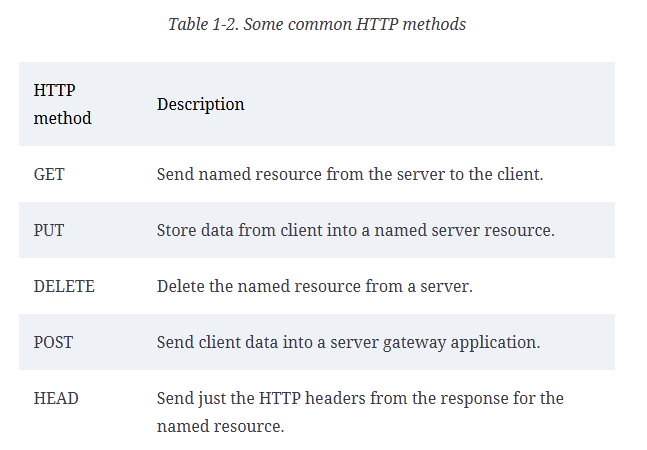 Table 1-2. Some common HTTP methods
HTTP
method
Description
GET
Send named resource from the server to the client.
PUT
Store data from client into a named server resource.
DELETE
Delete the named resource from a server.
POST
Send client data into a server gateway application.
HEAD
Send just the HTTP headers from the response for the
named resource.